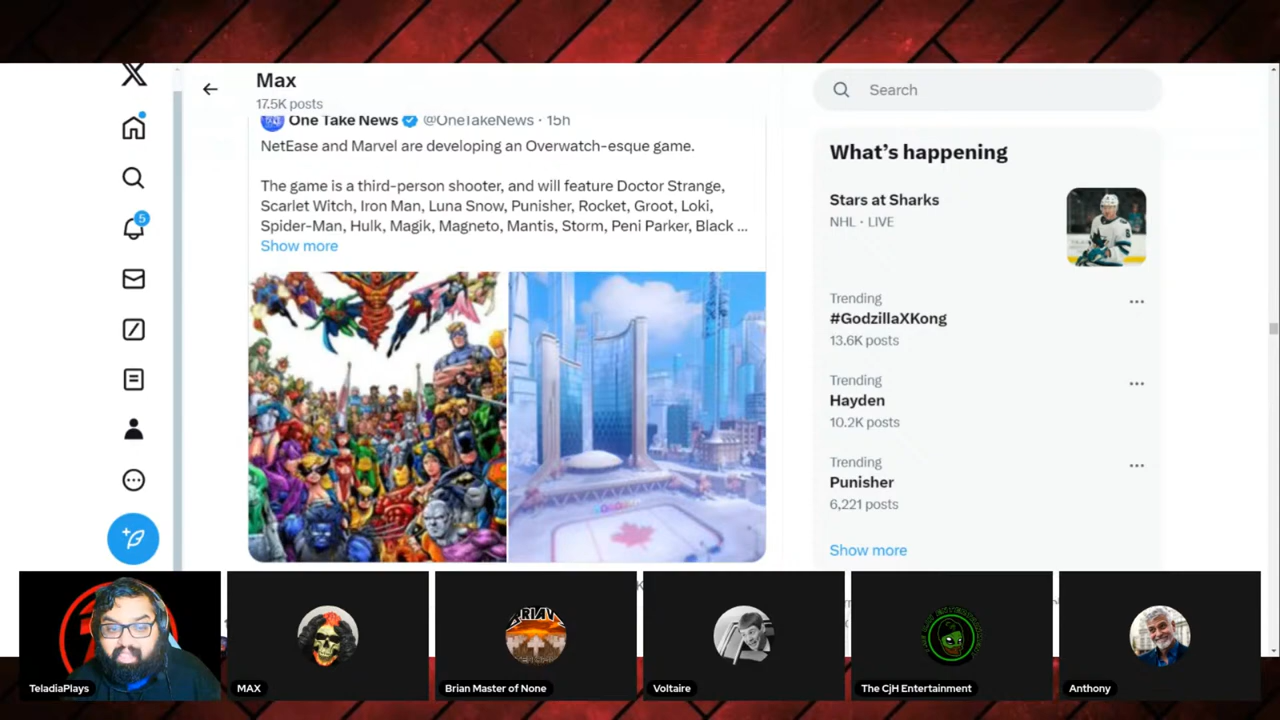 Max
17.5K posts
One Take News @OneTakeNews · 15h
NetEase and Marvel are developing an Overwatch-esque game.
The game is a third-person shooter, and will feature Doctor Strange,
Scarlet Witch, Iron Man, Luna Snow, Punisher, Rocket, Groot, Loki,
Spider-Man, Hulk, Magik, Magneto, Mantis, Storm, Peni Parker, Black ...
Show more
5
Search
What's happening
Stars at Sharks
NHL · LIVE
Trending
#GodzillaXKong
13.6K posts
Trending
Hayden
10.2K posts
Trending
Punisher
6,221 posts
Show more
TeladiaPlays
MAX
BRIAN
Brian Master of None
Voltaire
The CjH Entertainment
Anthony